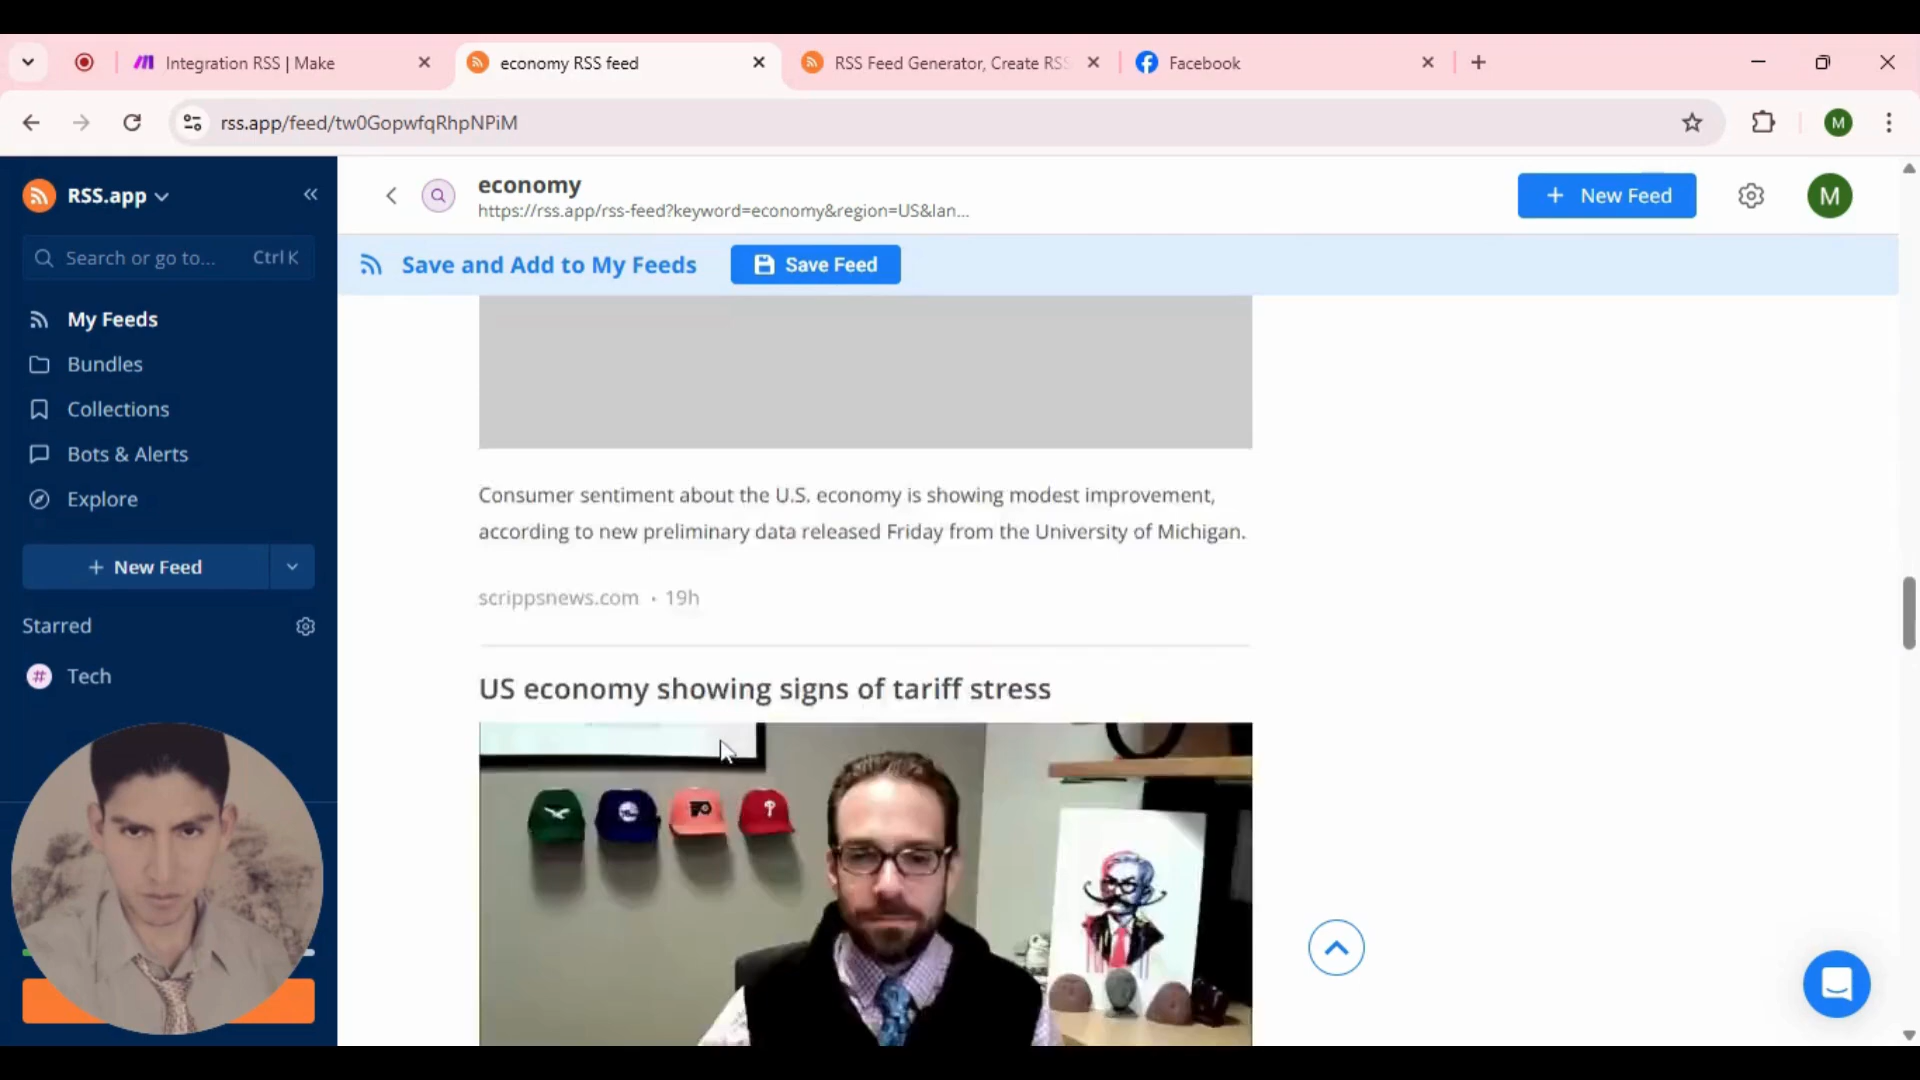 Integration RSS | Make
economy RSS feed
RSS Feed Generator, Create RSS
Facebook
rss.app/feed/tw0GopwfqRhpNPiM
M
RSS.app
economy
https://rss.app/rss-feed?keyword=economy&region=US&lan...
+ New Feed
M
Search or go to...
Ctrl K
Save and Add to My Feeds
Save Feed
My Feeds
Bundles
Collections
Bots & Alerts
Explore
+ New Feed
Starred
# Tech
Consumer sentiment about the U.S. economy is showing modest improvement,
according to new preliminary data released Friday from the University of Michigan.
scrippsnews.com · 19h
US economy showing signs of tariff stress